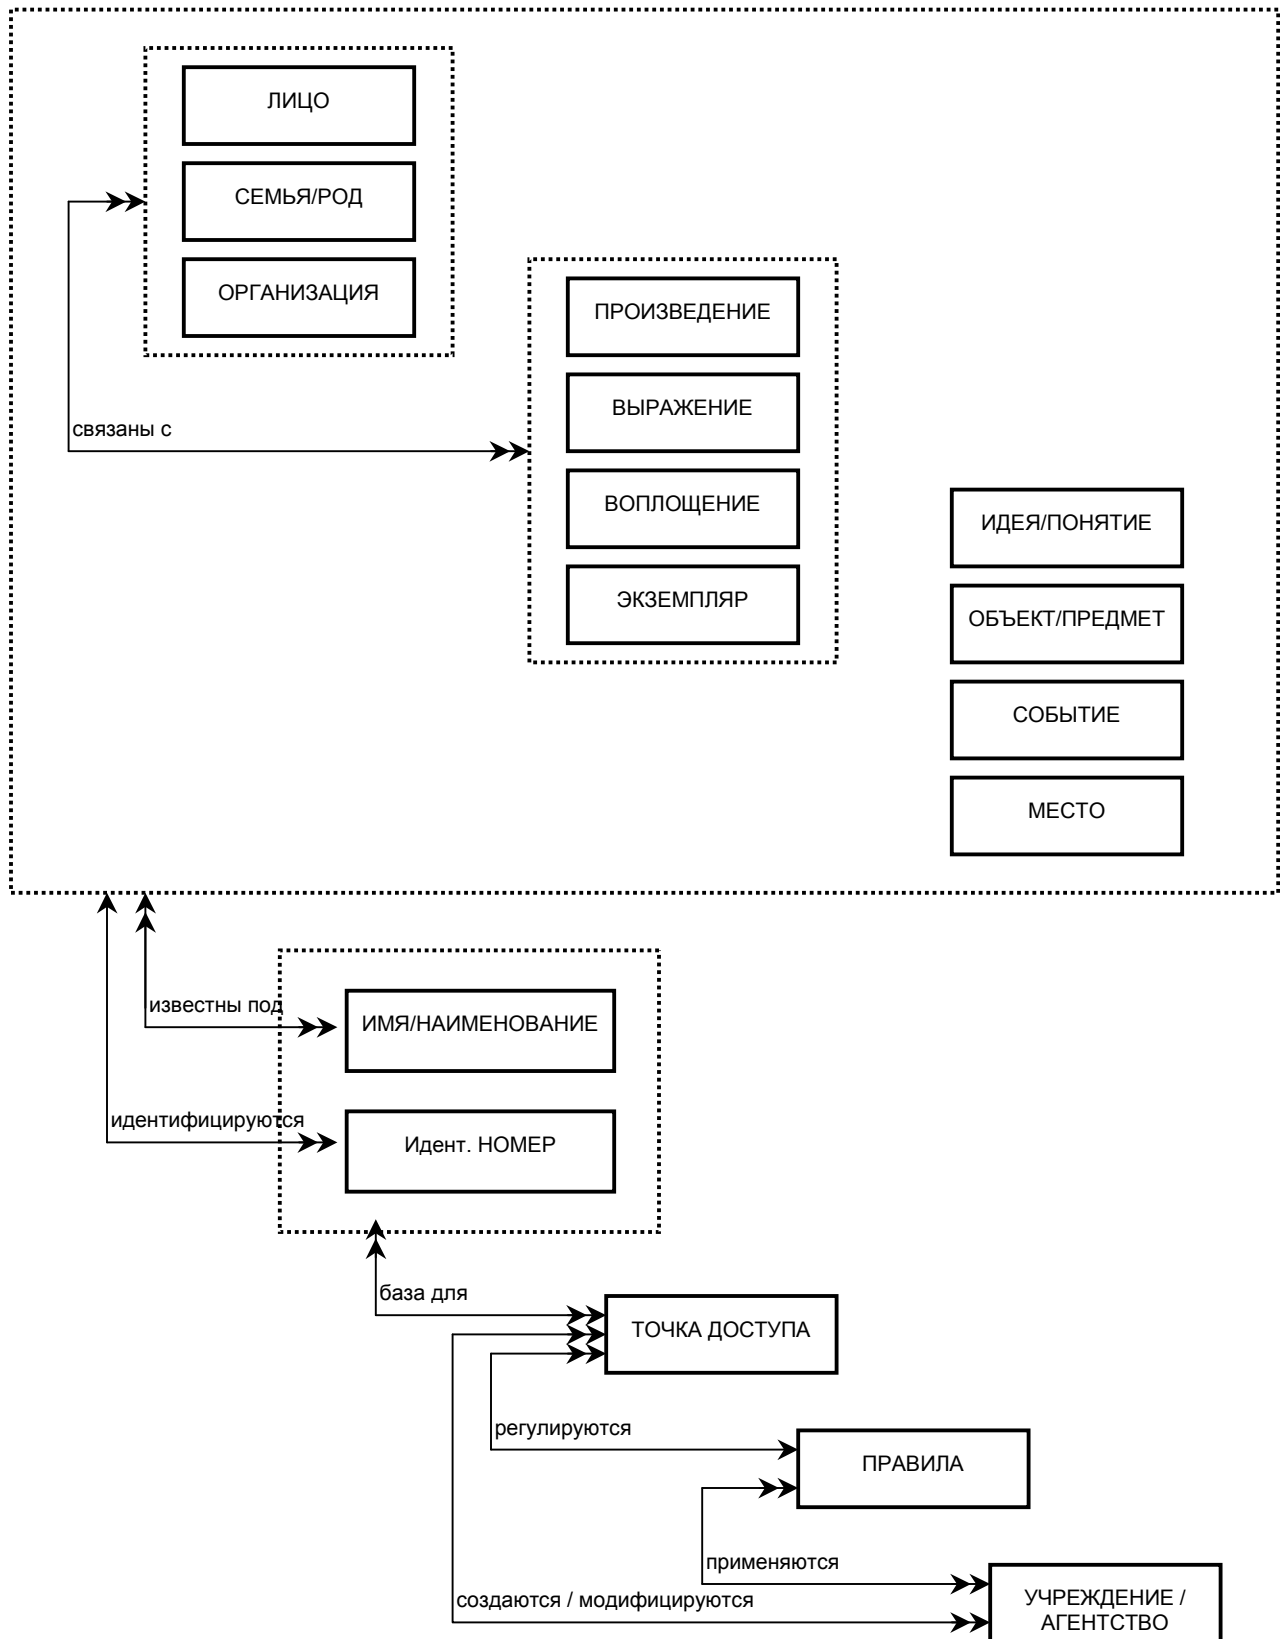 ЛИЦО
СЕМЬЯ/РОД
ОРГАНИЗАЦИЯ
связаны с
ПРОИЗВЕДЕНИЕ
ВЫРАЖЕНИЕ
ВОПЛОЩЕНИЕ
ЭКЗЕМПЛЯР
ИДЕЯ/ПОНЯТИЕ
ОБЪЕКТ/ПРЕДМЕТ
СОБЫТИЕ
МЕСТО
известны под
ИМЯ/НАИМЕНОВАНИЕ
идентифицируются
Идент. НОМЕР
база для
ТОЧКА ДОСТУПА
регулируются
ПРАВИЛА
применяются
создаются / модифицируются
УЧРЕЖДЕНИЕ /
АГЕНТСТВО